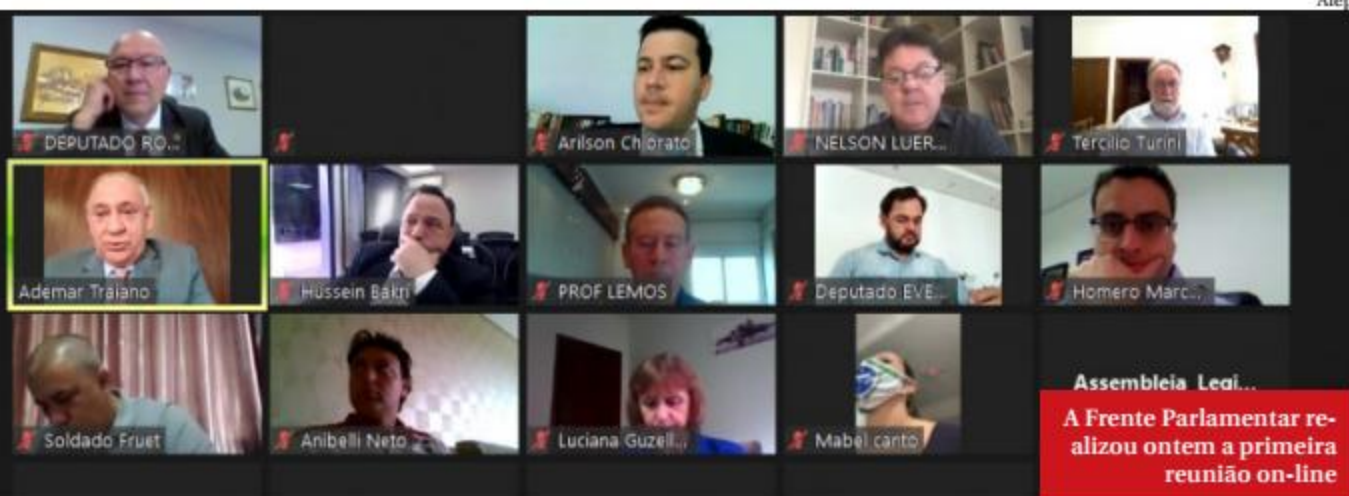 Alep
DEPUTADO RO...
Arilson Chiorato
NELSON LUER...
Tercilio Turini
Ademar Traiano
Hussein Bakri
PROF LEMOS
Deputado EVE...
Homero Marc...
Soldado Fruet
Anibelli Neto
Luciana Guzell...
Mabel canto
Assembleia Legi...
A Frente Parlamentar re-
alizou ontem a primeira
reunião on-line